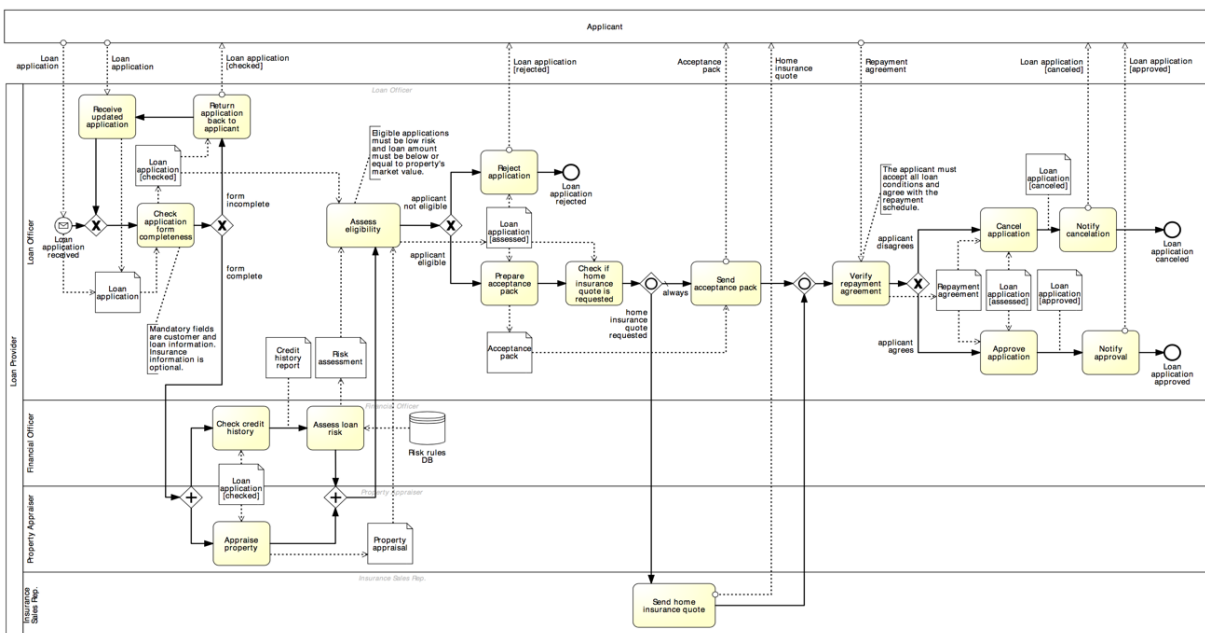 Applicant
Loan
application
Loan
application
Loan application
[checked]
Loan application
[rejected]
Acceptance
pack
Home
insurance
quote
Repayment
agreement
Loan application
[canceled]
Loan application
[approved]
Loan Provider
Loan Officer
Loan Officer
Receive
updated
application
Return
application
back to
applicant
Loan
application
[checked]
form
incomplete
Eligible applications
must be low risk
and loan amount
must be below or
equal to property's
market value.
Reject
application
Loan
application
rejected
applicant
not eligible
The applicant must
accept all loan
conditions and
agree with the
repayment
schedule.
Loan
application
[canceled]
Loan
application
received
Check
application
form
completeness
Assess
eligibility
Loan
application
[assessed]
applicant
eligible
Cancel
application
Notify
cancelation
Loan
application
canceled
applicant
disagrees
form
complete
Loan
application
Prepare
acceptance
pack
Check if
home
insurance
quote is
requested
always
Send
acceptance pack
Verify
repayment
agreement
Repayment
agreement
Loan
application
[assessed]
Loan
application
[approved]
home
insurance
quote
requested
Mandatory fields
are customer and
loan information.
Insurance
information is
optional.
Credit
history
report
Risk
assessment
Acceptance
pack
applicant
agrees
Approve
application
Notify
approval
Loan
application
approved
Financial Officer
Financial Officer
Check credit
history
Assess loan
risk
Risk rules
DB
Loan
application
[checked]
Property Appraiser
Property Appraiser
Appraise
property
Property
appraisal
Insurance Sales Rep.
Insurance
Sales Rep.
Send home
insurance quote